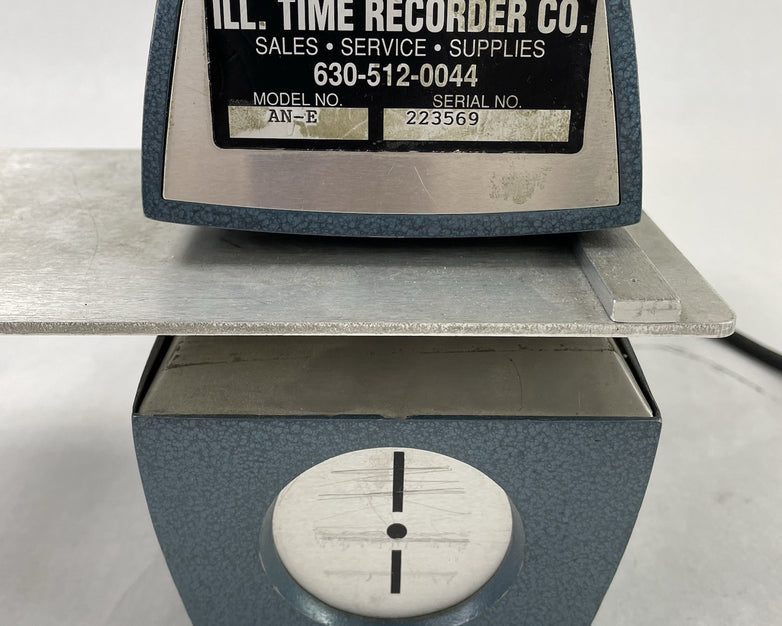 ILL. TIME RECORDER CO.
SALES • SERVICE • SUPPLIES
630-512-0044
MODEL NO. SERIAL NO.
AN-E 223569